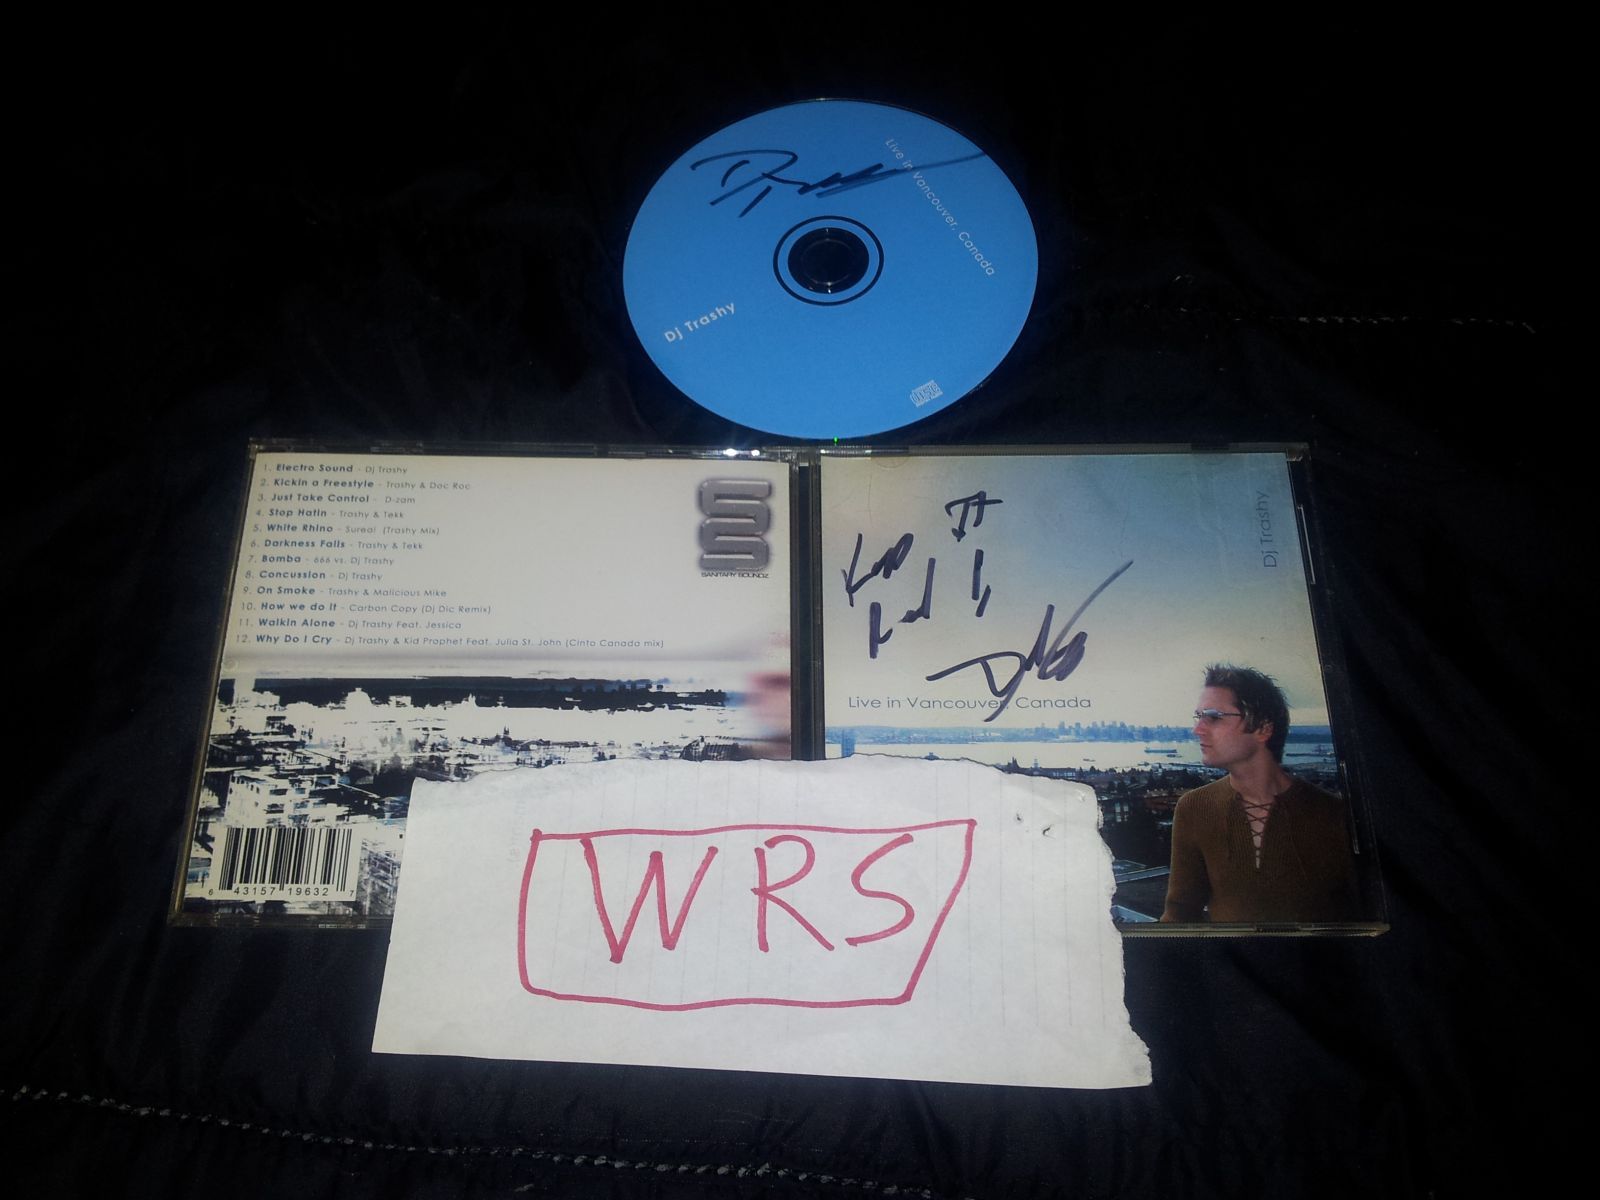 Live in Vancouver, Canada
Dj Trashy
1. Electro Sound - Dj Trashy
2. Kickin a Freestyle - Trashy & Doc Roc
3. Just Take Control - D-zam
4. Stop Hatin - Trashy & Tekk
5. White Rhino - Sureal (Trashy Mix)
6. Darkness Falls - Trashy & Tekk
7. Bomba - 666 vs. Dj Trashy
8. Concussion - Dj Trashy
9. On Smoke - Trashy & Malicious Mike
10. How we do it - Carbon Copy (Dj Dic Remix)
11. Walkin Alone - Dj Trashy Feat. Jessica
12. Why Do I Cry - Dj Trashy & Kid Prophet Feat. Julia St. John (Cinto Canada mix)
SS
SANITARY SOUNDZ
6 43157 19632 7
Dj Trashy
Keep It
Live in Vancouver, Canada
WRS